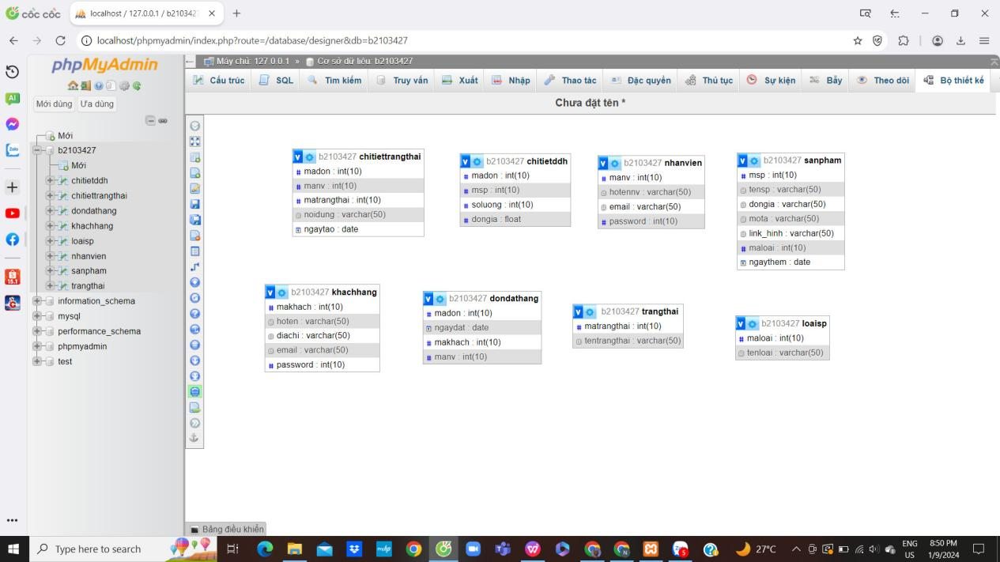 cốc cốc
localhost / 127.0.0.1 / b210342
localhost/phpmyadmin/index.php?route=/database/designer&db=b2103427
phpMyAdmin
Mới dùng Ưa dùng
Mới
b2103427
Mới
chitietddh
chitiettrangthai
dondathang
khachhang
loaisp
nhanvien
sanpham
trangthai
information_schema
mysql
performance_schema
phpmyadmin
test
Máy chủ: 127.0.0.1 » Cơ sở dữ liệu: b2103427
Cấu trúc SQL Tìm kiếm Truy vấn Xuất Nhập Thao tác Đặc quyền Thủ tục Sự kiện Bẫy Theo dõi Bộ thiết kế
Chưa đặt tên *
b2103427 chitiettrangthai
madon : int(10)
manv : int(10)
matrangthai : int(10)
noidung : varchar(50)
ngaytao : date
b2103427 chitietddh
madon : int(10)
msp : int(10)
soluong : int(10)
dongia : float
b2103427 nhanvien
manv : int(10)
hotennv : varchar(50)
email : varchar(50)
password : int(10)
b2103427 sanpham
msp : int(10)
tensp : varchar(50)
dongia : varchar(50)
mota : varchar(50)
link_hinh : varchar(50)
maloai : int(10)
ngaythem : date
b2103427 khachhang
makhach : int(10)
hoten : varchar(50)
diachi : varchar(50)
email : varchar(50)
password : int(10)
b2103427 dondathang
madon : int(10)
ngaydat : date
makhach : int(10)
manv : int(10)
b2103427 trangthai
matrangthai : int(10)
tentrangthai : varchar(50)
b2103427 loaisp
maloai : int(10)
tenloai : varchar(50)
Bảng điều khiển
Type here to search
27°C
ENG
US
8:50 PM
1/9/2024